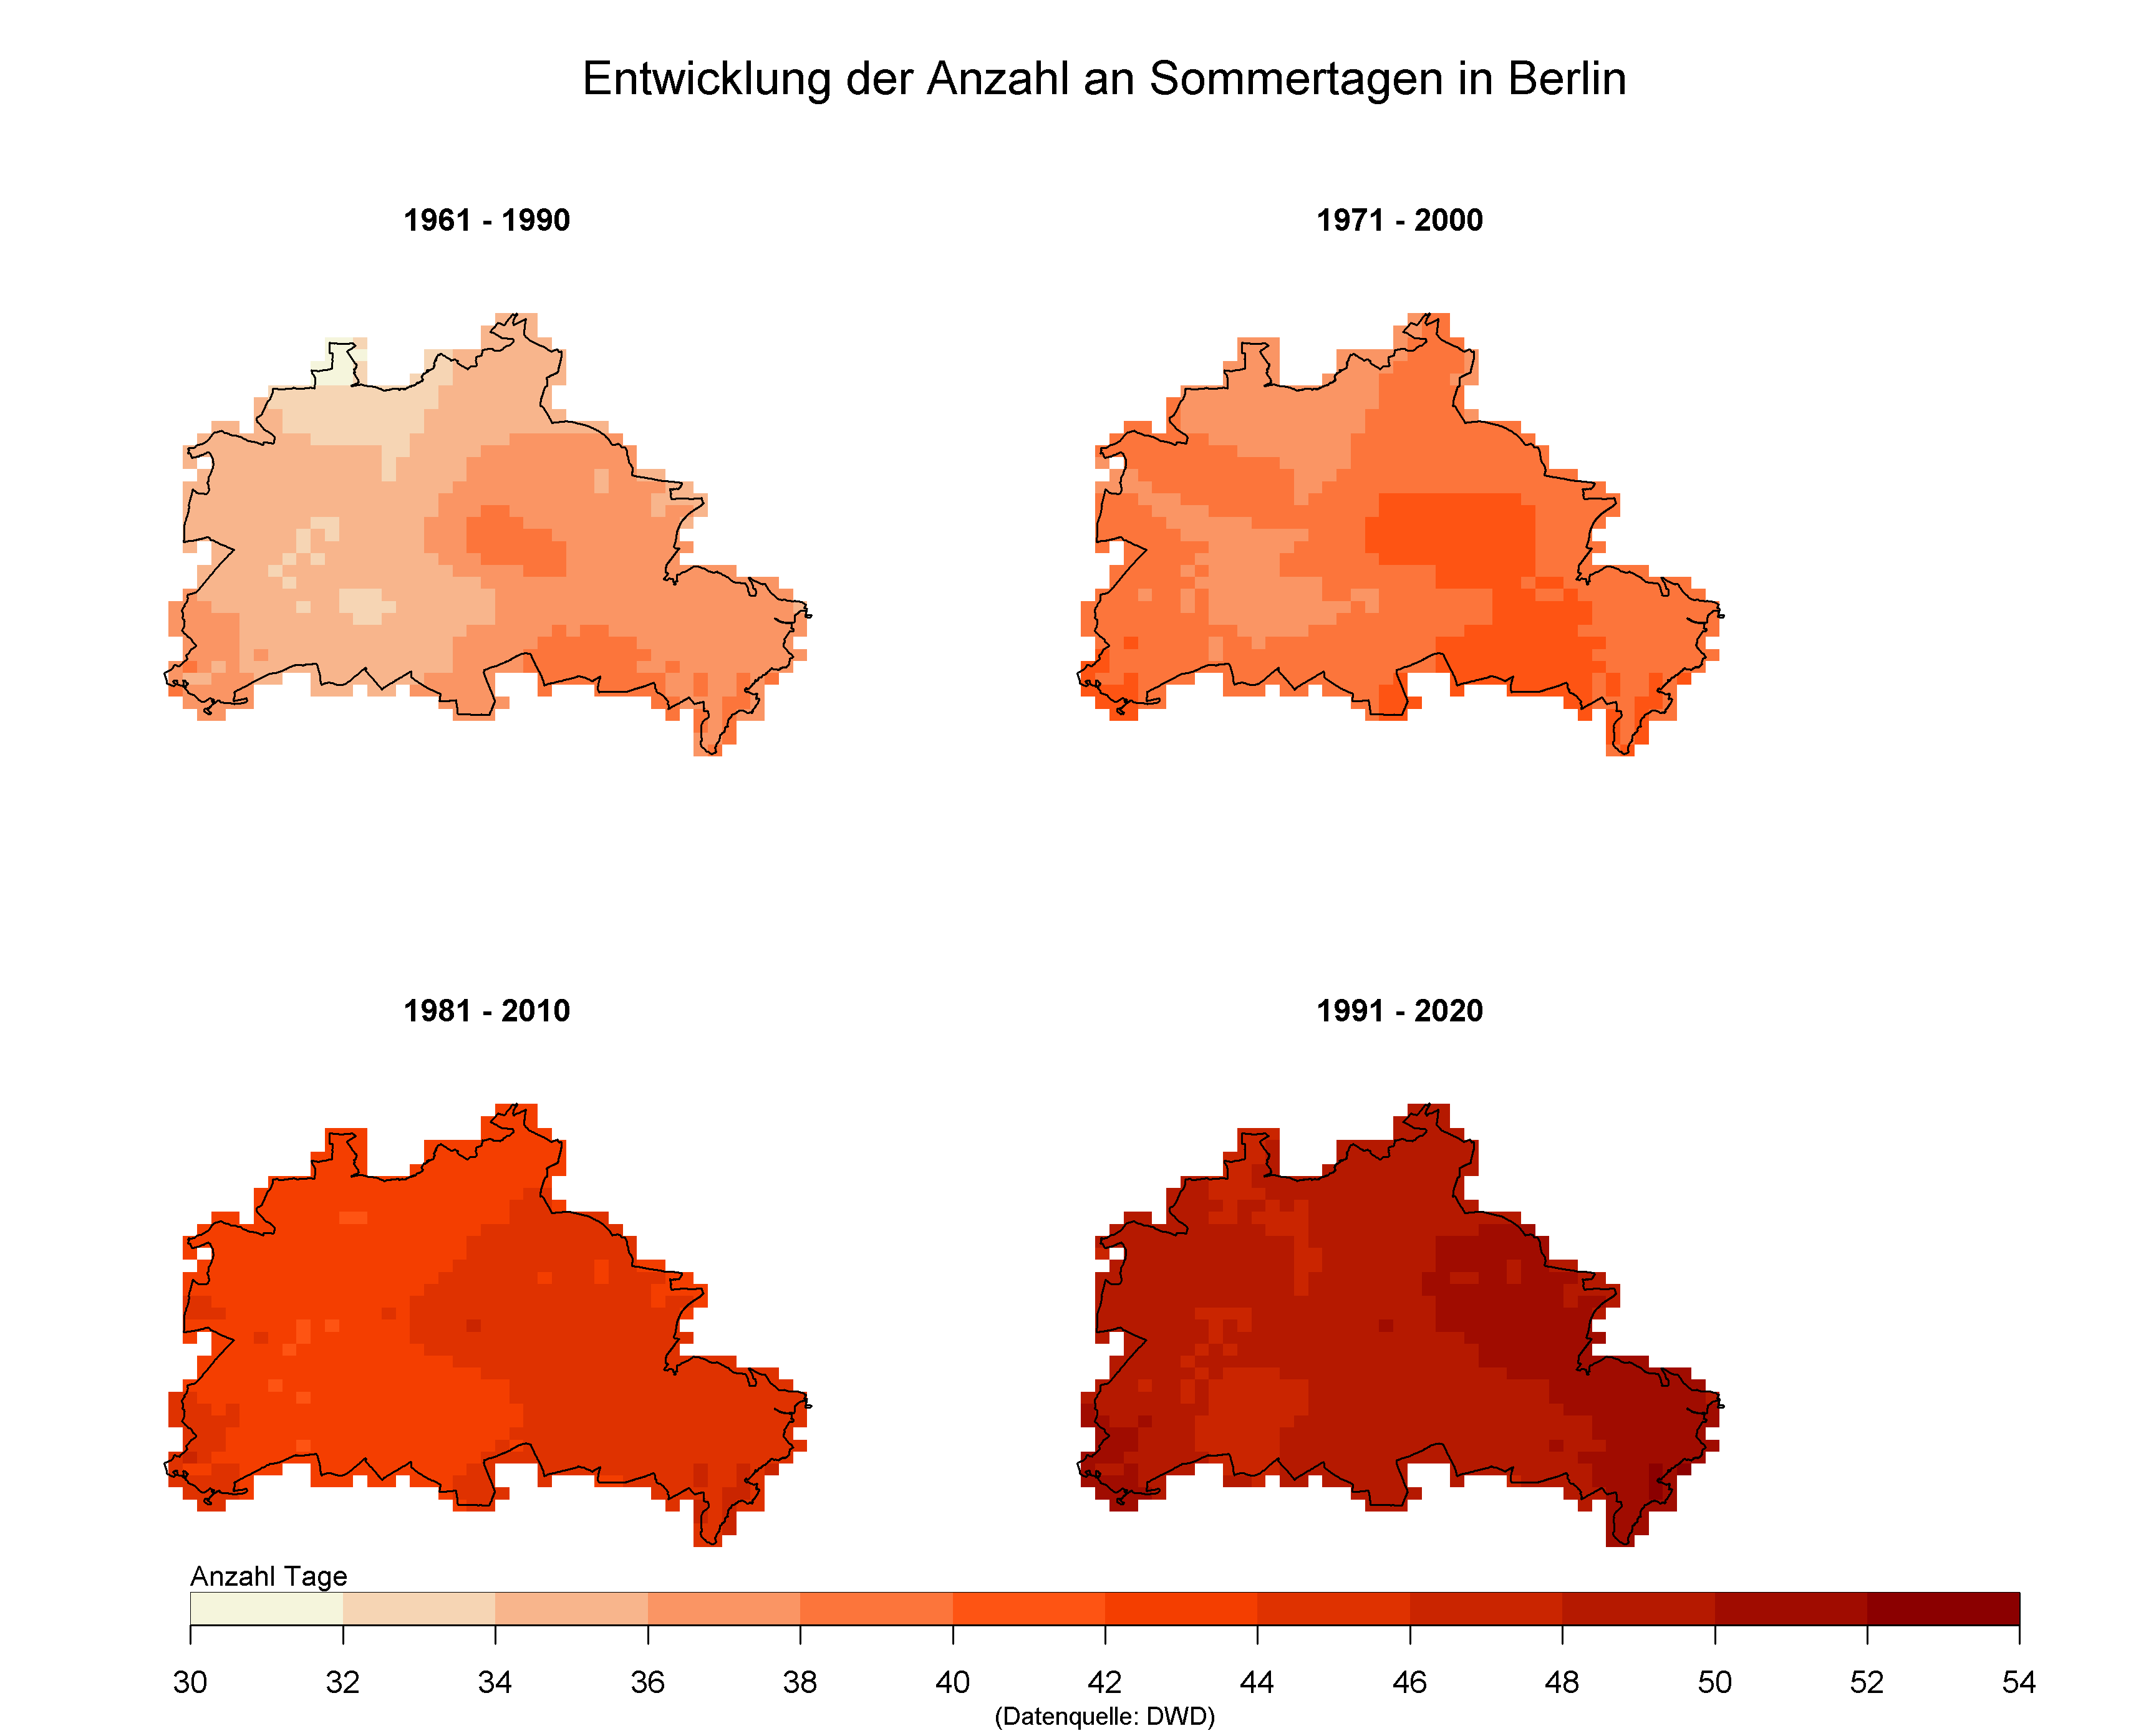 Entwicklung der Anzahl an Sommertagen in Berlin
1961 - 1990
1971 - 2000
1981 - 2010
1991 - 2020
Anzahl Tage
30 32 34 36 38 40 42 44 46 48 50 52 54
(Datenquelle: DWD)